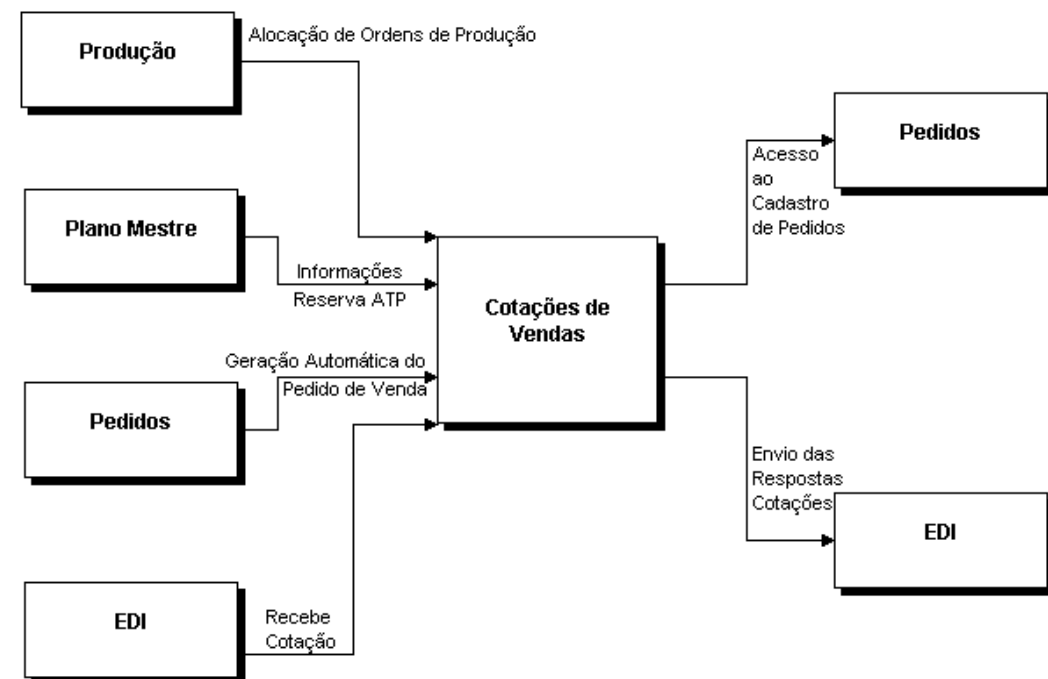 Produção
Alocação de Ordens de Produção
Plano Mestre
Informações
Reserva ATP
Geração Automática do
Pedido de Venda
Pedidos
EDI
Recebe
Cotação
Cotações de
Vendas
Acesso
ao
Cadastro
de Pedidos
Pedidos
Envio das
Respostas
Cotações
EDI